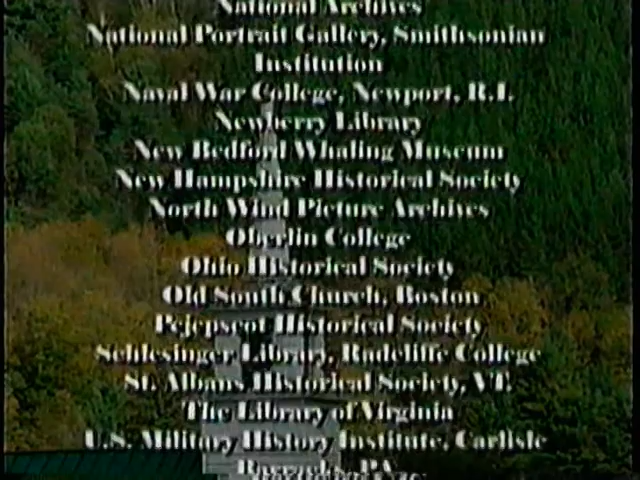 National Archives
National Portrait Gallery, Smithsonian
Institution
Naval War College, Newport, R.I.
Newberry Library
New Bedford Whaling Museum
New Hampshire Historical Society
North Wind Picture Archives
Oberlin College
Ohio Historical Society
Old South Church, Boston
Pejepscot Historical Society
Schlesinger Library, Radcliffe College
St. Albans Historical Society, VT.
The Library of Virginia
U.S. Military History Institute, Carlisle
Barracks, PA